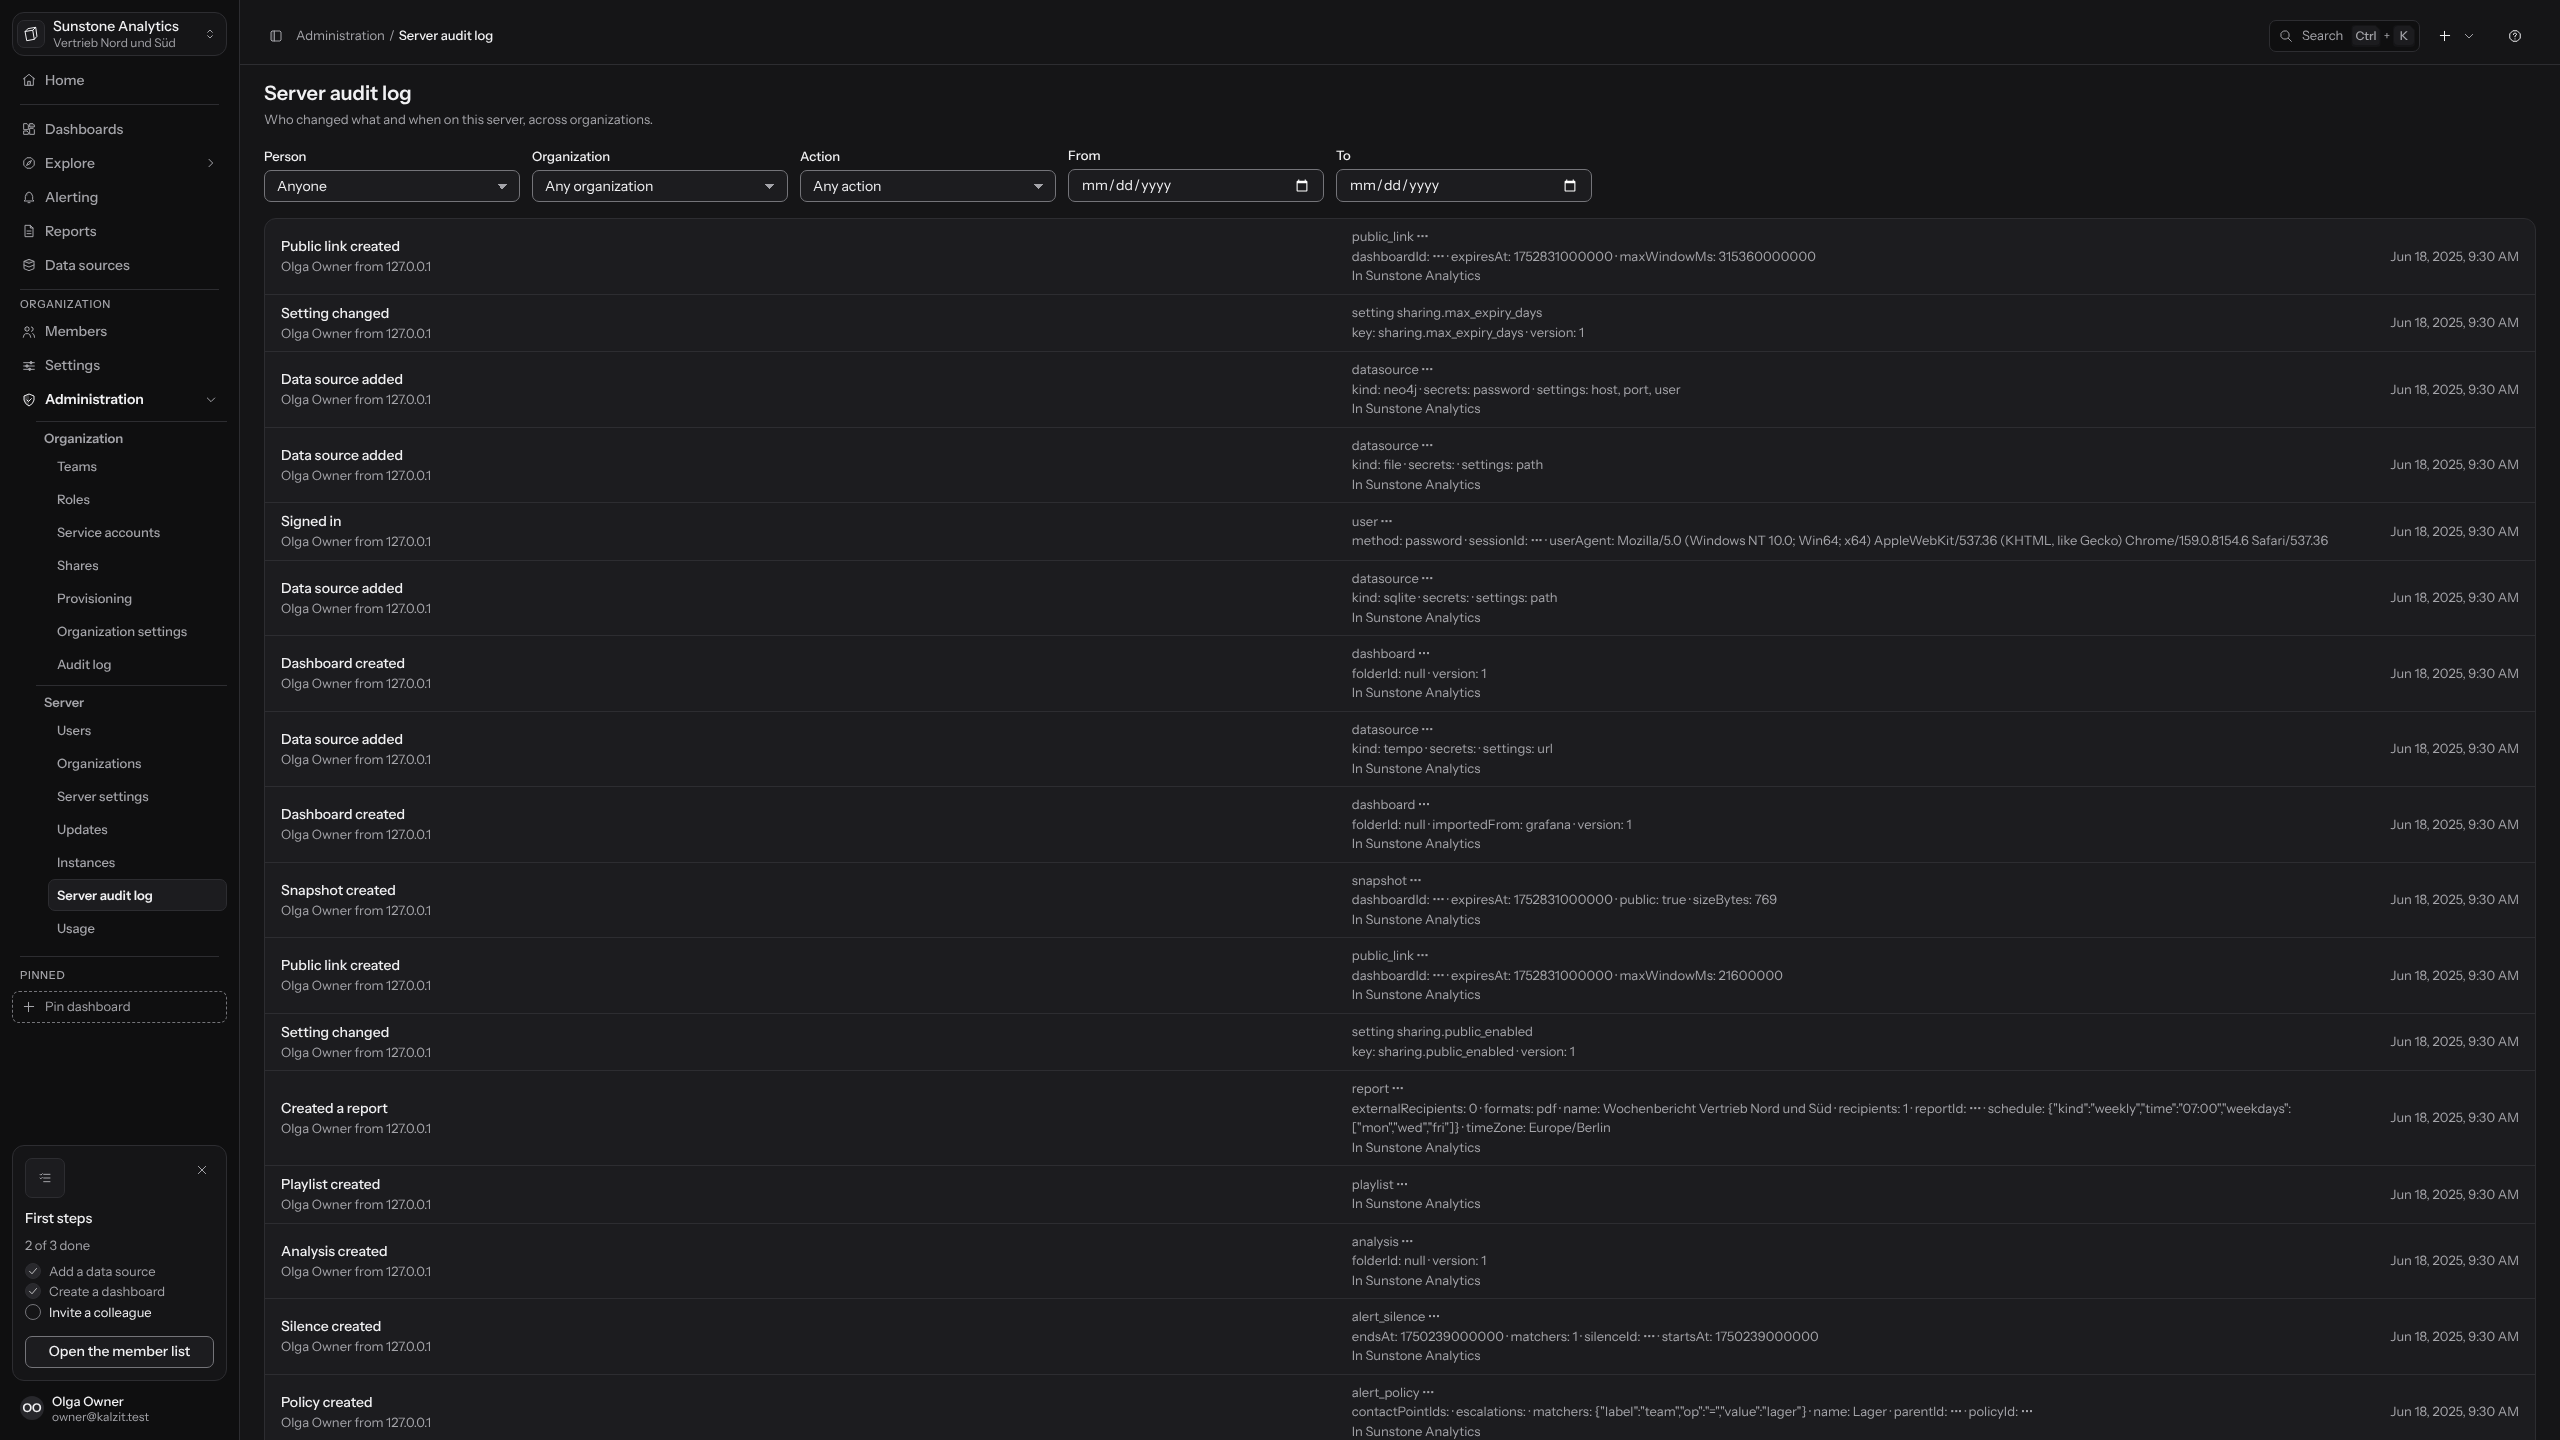 Sunstone Analytics
Vertrieb Nord und Süd
Home
Dashboards
Explore
Alerting
Reports
Data sources
ORGANIZATION
Members
Settings
Administration
Organization
Teams
Roles
Service accounts
Shares
Provisioning
Organization settings
Audit log
Server
Users
Organizations
Server settings
Updates
Instances
Server audit log
Usage
PINNED
Pin dashboard
First steps
2 of 3 done
Add a data source
Create a dashboard
Invite a colleague
Open the member list
OO
Olga Owner
owner@kalzit.test
Administration / Server audit log
Search Ctrl + K
Server audit log
Who changed what and when on this server, across organizations.
Person Organization Action From To
Anyone Any organization Any action mm/dd/yyyy mm/dd/yyyy
Public link created
Olga Owner from 127.0.0.1
public_link •••
dashboardId: ••• · expiresAt: 1752831000000 · maxWindowMs: 315360000000
In Sunstone Analytics
Jun 18, 2025, 9:30 AM
Setting changed
Olga Owner from 127.0.0.1
setting sharing.max_expiry_days
key: sharing.max_expiry_days · version: 1
Jun 18, 2025, 9:30 AM
Data source added
Olga Owner from 127.0.0.1
datasource •••
kind: neo4j · secrets: password · settings: host, port, user
In Sunstone Analytics
Jun 18, 2025, 9:30 AM
Data source added
Olga Owner from 127.0.0.1
datasource •••
kind: file · secrets: · settings: path
In Sunstone Analytics
Jun 18, 2025, 9:30 AM
Signed in
Olga Owner from 127.0.0.1
user •••
method: password · sessionId: ••• · userAgent: Mozilla/5.0 (Windows NT 10.0; Win64; x64) AppleWebKit/537.36 (KHTML, like Gecko) Chrome/159.0.8154.6 Safari/537.36
Jun 18, 2025, 9:30 AM
Data source added
Olga Owner from 127.0.0.1
datasource •••
kind: sqlite · secrets: · settings: path
In Sunstone Analytics
Jun 18, 2025, 9:30 AM
Dashboard created
Olga Owner from 127.0.0.1
dashboard •••
folderId: null · version: 1
In Sunstone Analytics
Jun 18, 2025, 9:30 AM
Data source added
Olga Owner from 127.0.0.1
datasource •••
kind: tempo · secrets: · settings: url
In Sunstone Analytics
Jun 18, 2025, 9:30 AM
Dashboard created
Olga Owner from 127.0.0.1
dashboard •••
folderId: null · importedFrom: grafana · version: 1
In Sunstone Analytics
Jun 18, 2025, 9:30 AM
Snapshot created
Olga Owner from 127.0.0.1
snapshot •••
dashboardId: ••• · expiresAt: 1752831000000 · public: true · sizeBytes: 769
In Sunstone Analytics
Jun 18, 2025, 9:30 AM
Public link created
Olga Owner from 127.0.0.1
public_link •••
dashboardId: ••• · expiresAt: 1752831000000 · maxWindowMs: 21600000
In Sunstone Analytics
Jun 18, 2025, 9:30 AM
Setting changed
Olga Owner from 127.0.0.1
setting sharing.public_enabled
key: sharing.public_enabled · version: 1
Jun 18, 2025, 9:30 AM
Created a report
Olga Owner from 127.0.0.1
report •••
externalRecipients: 0 · formats: pdf · name: Wochenbericht Vertrieb Nord und Süd · recipients: 1 · reportId: ••• · schedule: {"kind":"weekly","time":"07:00","weekdays":
["mon","wed","fri"]} · timeZone: Europe/Berlin
In Sunstone Analytics
Jun 18, 2025, 9:30 AM
Playlist created
Olga Owner from 127.0.0.1
playlist •••
In Sunstone Analytics
Jun 18, 2025, 9:30 AM
Analysis created
Olga Owner from 127.0.0.1
analysis •••
folderId: null · version: 1
In Sunstone Analytics
Jun 18, 2025, 9:30 AM
Silence created
Olga Owner from 127.0.0.1
alert_silence •••
endsAt: 1750239000000 · matchers: 1 · silenceId: ••• · startsAt: 1750239000000
In Sunstone Analytics
Jun 18, 2025, 9:30 AM
Policy created
Olga Owner from 127.0.0.1
alert_policy •••
contactPointIds: · escalations: · matchers: {"label":"team","op":"=","value":"lager"} · name: Lager · parentId: ••• · policyId: •••
In Sunstone Analytics
Jun 18, 2025, 9:30 AM